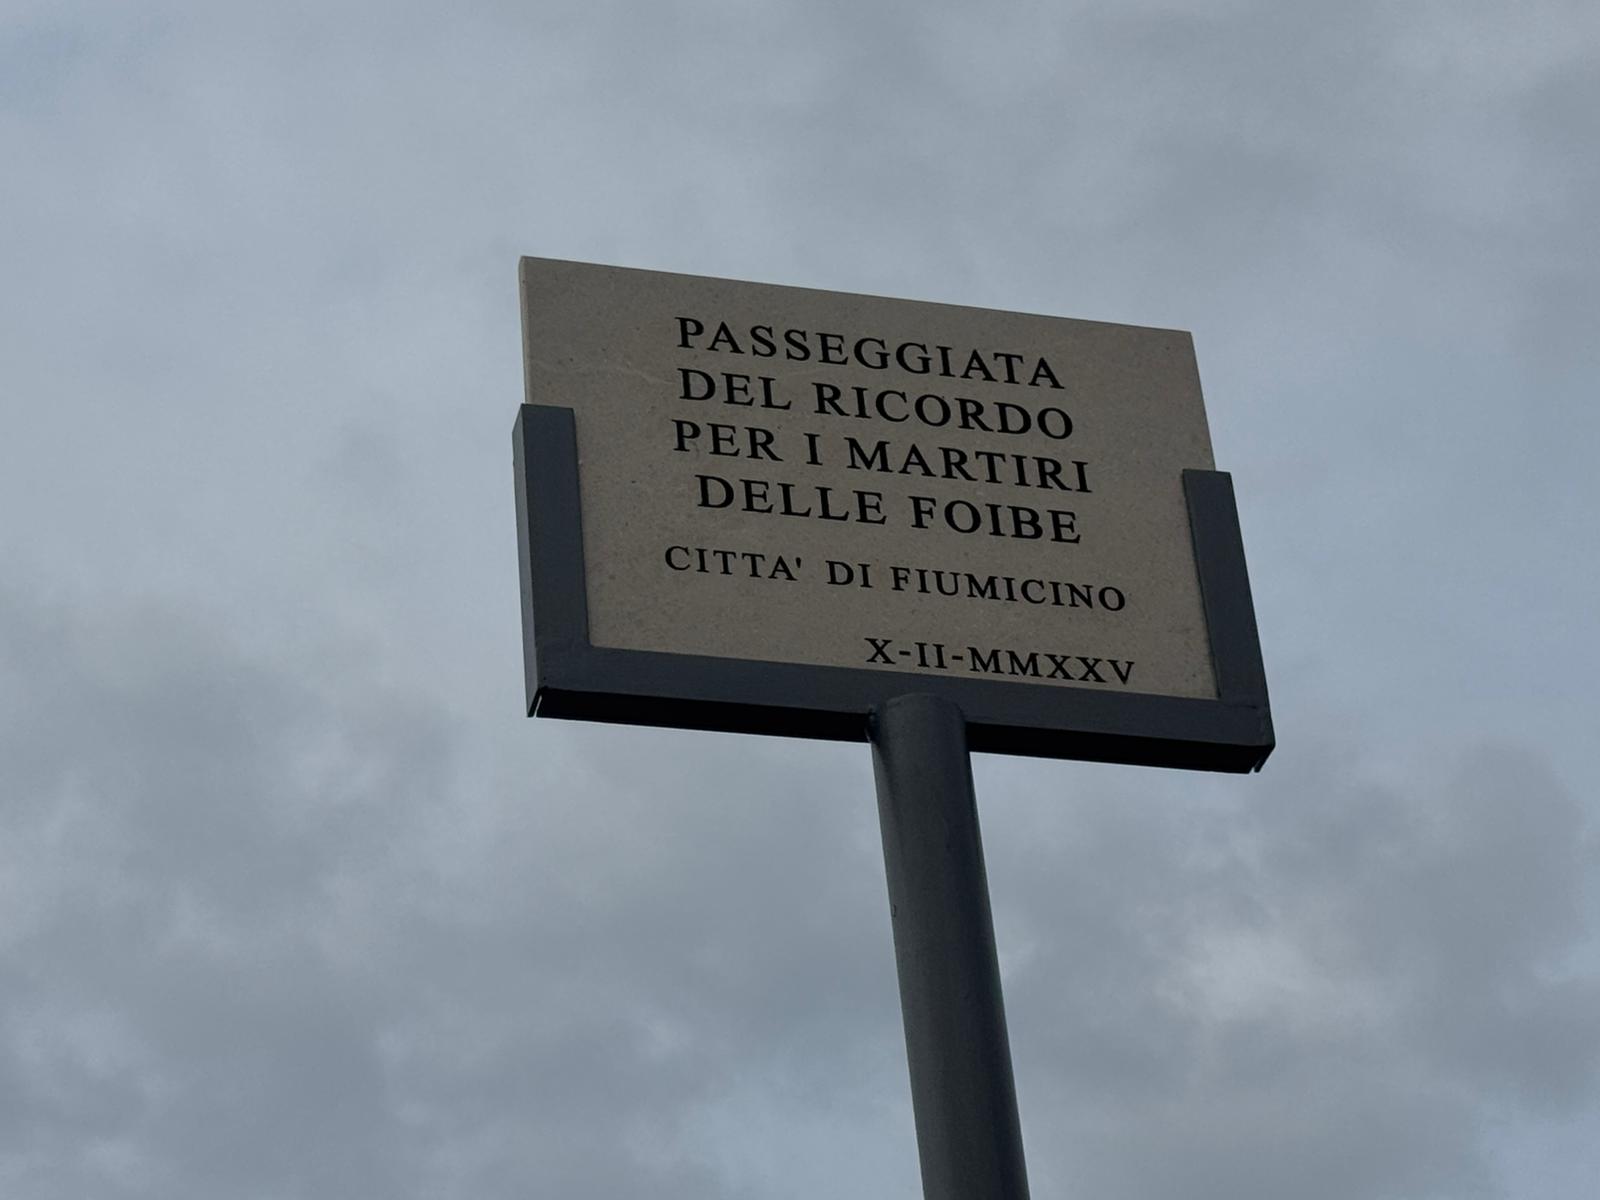 PASSEGGIATA
DEL RICORDO
PER I MARTIRI
DELLE FOIBE
CITTA' DI FIUMICINO
X-II-MMXXV